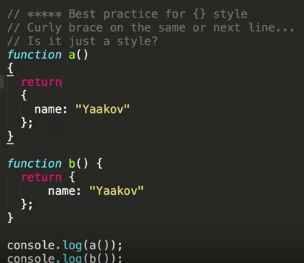 // ***** Best practice for {} style
// Curly brace on the same or next line...
// Is it just a style?
function a()
{
  return
  {
    name: "Yaakov"
  };
}

function b() {
  return {
      name: "Yaakov"
  };
}

console.log(a());
console.log(b());